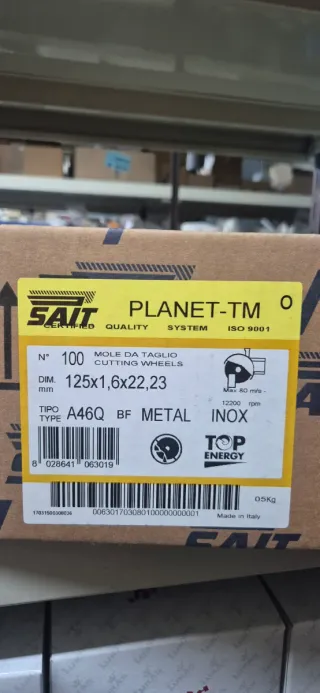 SAIT
PLANET-TM O
CERTIFIED QUALITY SYSTEM ISO 9001
N° 100 MOLE DA TAGLIO
CUTTING WHEELS
DIM. mm 125x1,6x22,23
Max 80 m/s -
12200 rpm
TIPO
TYPE A46Q BF METAL INOX
TOP
ENERGY
8 028641 063019
05Kg
00630170308010000000001
Made in Italy
SAIT